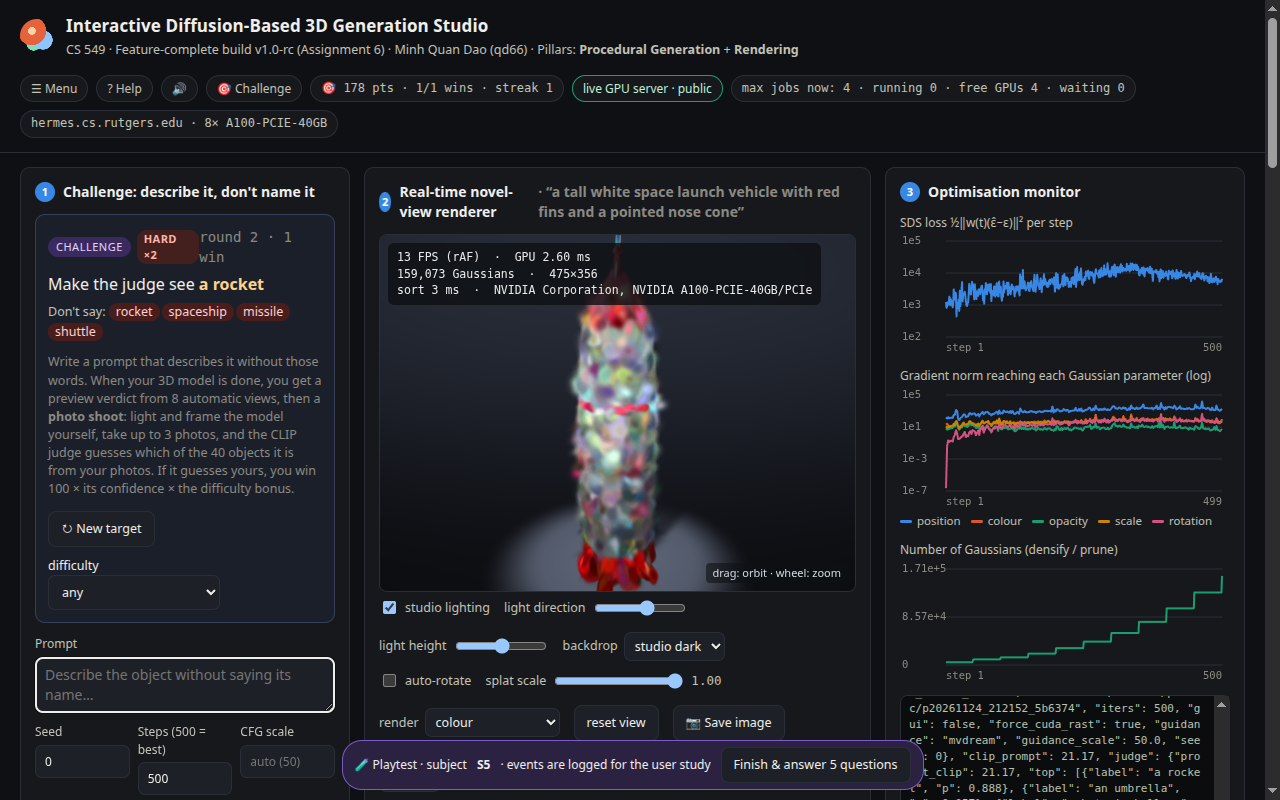 Interactive Diffusion-Based 3D Generation Studio
CS 549 · Feature-complete build v1.0-rc (Assignment 6) · Minh Quan Dao (qd66) · Pillars: Procedural Generation + Rendering
☰ Menu
? Help
🔊
🎯 Challenge
🎯 178 pts · 1/1 wins · streak 1
live GPU server · public
max jobs now: 4 · running 0 · free GPUs 4 · waiting 0
hermes.cs.rutgers.edu · 8× A100-PCIE-40GB
1 Challenge: describe it, don't name it
CHALLENGE
HARD
×2
round 2 · 1
win
Make the judge see a rocket
Don't say: rocket spaceship missile
shuttle
Write a prompt that describes it without those
words. When your 3D model is done, you get a
preview verdict from 8 automatic views, then a
photo shoot: light and frame the model
yourself, take up to 3 photos, and the CLIP
judge guesses which of the 40 objects it is
from your photos. If it guesses yours, you win
100 × its confidence × the difficulty bonus.
↻ New target
difficulty
any
Prompt
Describe the object without saying its
name...
Seed
Steps (500 =
best)
CFG scale
0
500
auto (50)
2 Real-time novel-
view renderer
· "a tall white space launch vehicle with red
fins and a pointed nose cone"
13 FPS (rAF) · GPU 2.60 ms
159,073 Gaussians · 475×356
sort 3 ms · NVIDIA Corporation, NVIDIA A100-PCIE-40GB/PCIe
drag: orbit · wheel: zoom
studio lighting
light direction
light height
backdrop
studio dark
auto-rotate
splat scale
1.00
render
colour
reset view
📷 Save image
3 Optimisation monitor
SDS loss ½‖w(t)(ε̂−ε)‖² per step
1e5
1e4
1e3
1e2
step 1
500
Gradient norm reaching each Gaussian parameter (log)
1e5
1e1
1e-3
1e-7
step 1
499
position
colour
opacity
scale
rotation
Number of Gaussians (densify / prune)
1.71e+5
8.57e+4
0
step 1
500
c/p20261124_212152_5b6374", "iters": 500, "g
ui": false, "force_cuda_rast": true, "guidan
ce": "mvdream", "guidance_scale": 50.0, "see
: 0}, "clip_prompt": 21.17, "judge": {"pro
t_clip": 21.17, "top": [{"label": "a rocke
", "p": 0.888}, {"label": "an umbrella",
🧪 Playtest · subject S5 · events are logged for the user study
Finish & answer 5 questions